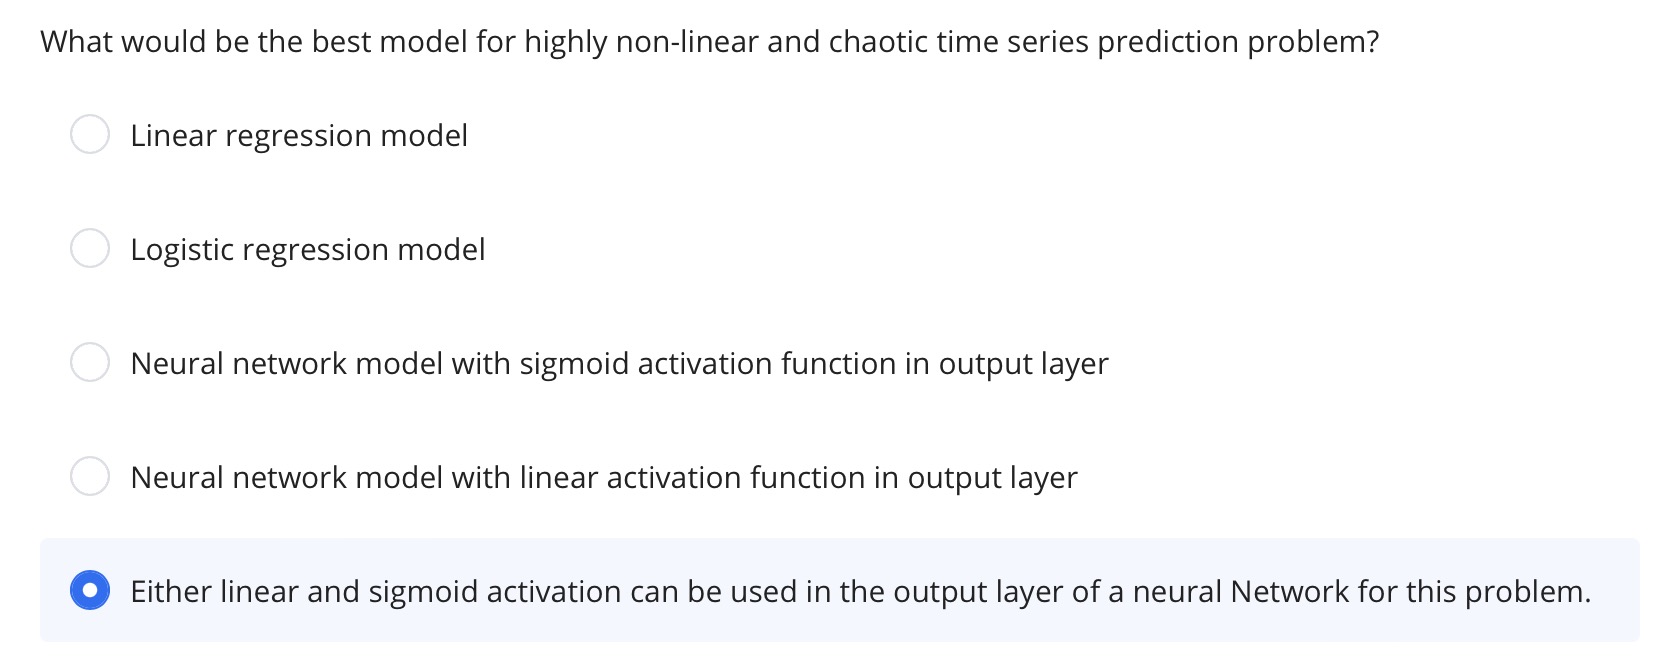 What would be the best model for highly non-linear and chaotic time series prediction problem?
Linear regression model
Logistic regression model
Neural network model with sigmoid activation function in output layer
Neural network model with linear activation function in output layer
Either linear and sigmoid activation can be used in the output layer of a neural Network for this problem.